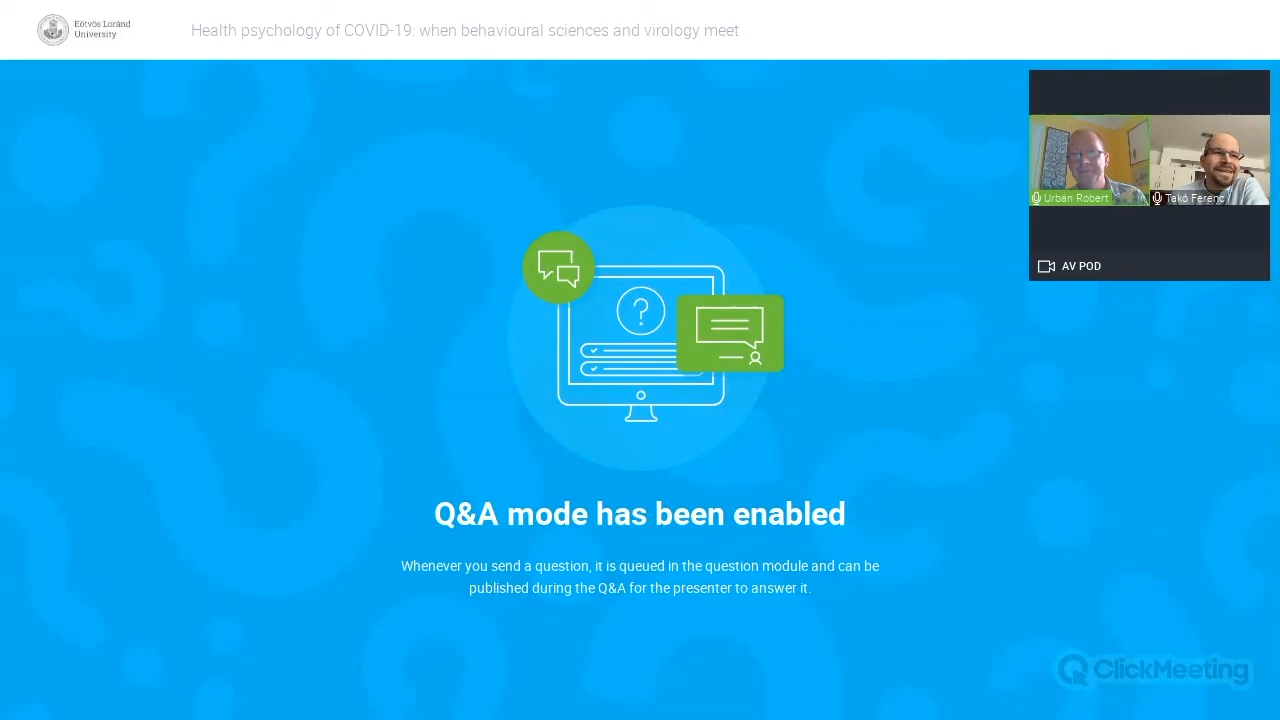 Eötvös Loránd
University
Health psychology of COVID-19: when behavioural sciences and virology meet
Urbán Róbert
Takó Ferenc
AV POD
?
Q&A mode has been enabled
Whenever you send a question, it is queued in the question module and can be
published during the Q&A for the presenter to answer it.
ClickMeeting